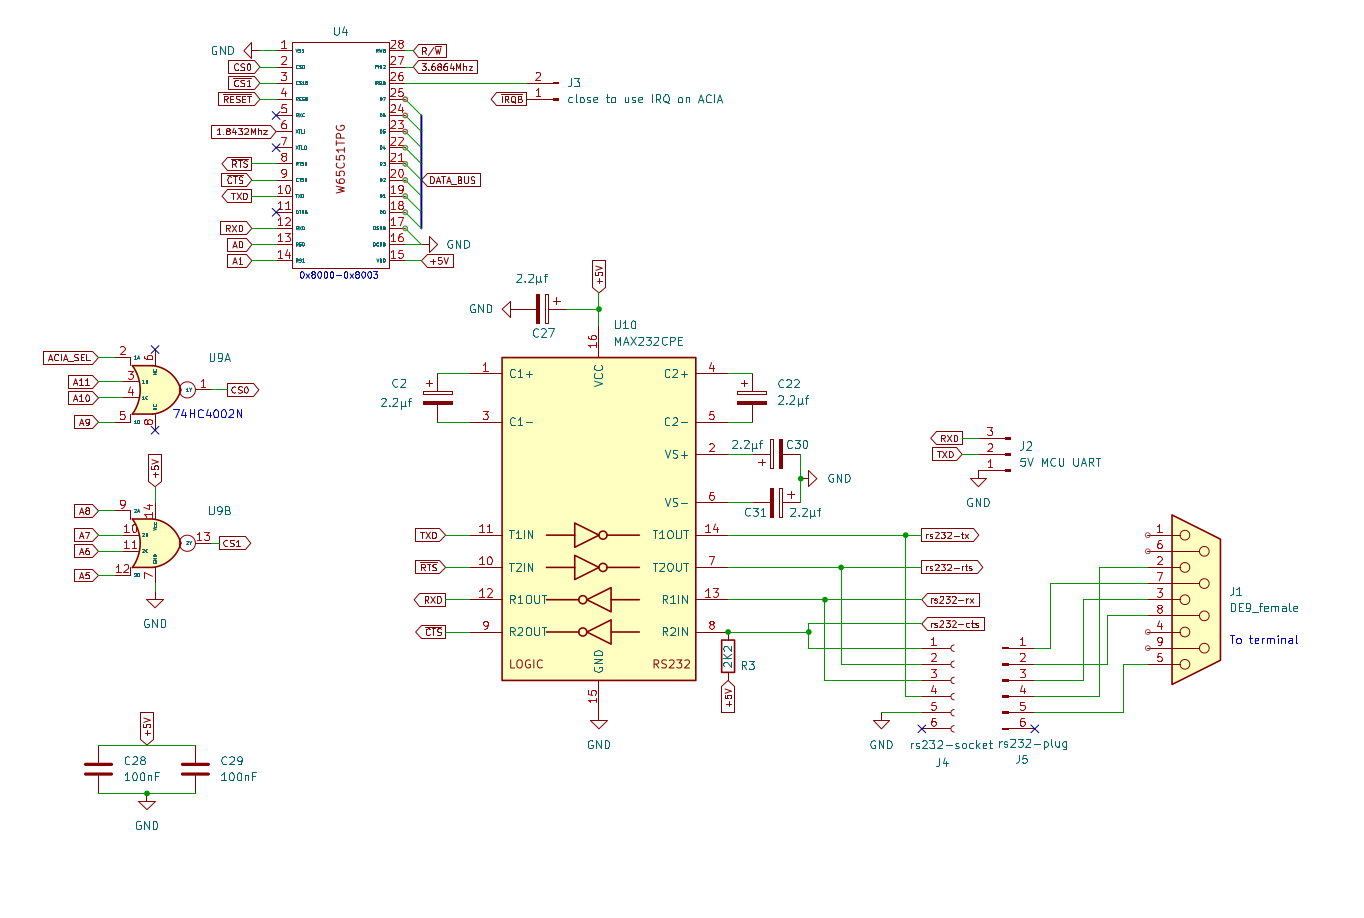 U4
GND
1
2
3
4
5
6
7
8
9
10
11
12
13
14
CS0
CS1
RESET
1.8432Mhz
RTS
CTS
TXD
RXD
A0
A1
VSS
CS0
CS1B
RESB
RXC
XTLI
XTLO
RTSB
CTSB
TXD
DTRB
RXD
RS0
RS1
W65C51TPG
RWB
PHI2
IRQB
D7
D6
D5
D4
D3
D2
D1
D0
DSRB
DCDB
VDD
28
27
26
25
24
23
22
21
20
19
18
17
16
15
R/W
3.6864Mhz
DATA_BUS
GND
+5V
0x8000-0x8003
2
1
IRQB
J3
close to use IRQ on ACIA
2.2µf
GND
C27
+5V
U10
MAX232CPE
16
VCC
1
C1+
3
C1-
C2
2.2µf
C2+
4
C2-
5
C22
2.2µf
VS+
2
2.2µf
C30
VS-
6
C31
2.2µf
GND
TXD
11
T1IN
T1OUT
14
rs232-tx
RTS
10
T2IN
T2OUT
7
rs232-rts
RXD
12
R1OUT
R1IN
13
rs232-rx
CTS
9
R2OUT
R2IN
8
rs232-cts
LOGIC
GND
RS232
15
GND
2K2
R3
+5V
ACIA_SEL
A11
A10
A9
2
3
4
5
1A
1B
1C
1D
6
NC
8
NC
1Y
1
CS0
U9A
74HC4002N
+5V
A8
A7
A6
A5
9
10
11
12
2A
2B
2C
2D
14
Vcc
7
GND
2Y
13
CS1
U9B
GND
+5V
C28
100nF
C29
100nF
GND
RXD
TXD
3
2
1
J2
5V MCU UART
GND
1
2
3
4
5
6
GND
rs232-socket
J4
1
2
3
4
5
6
rs232-plug
J5
1
6
2
7
3
8
4
9
5
J1
DE9_female
To terminal